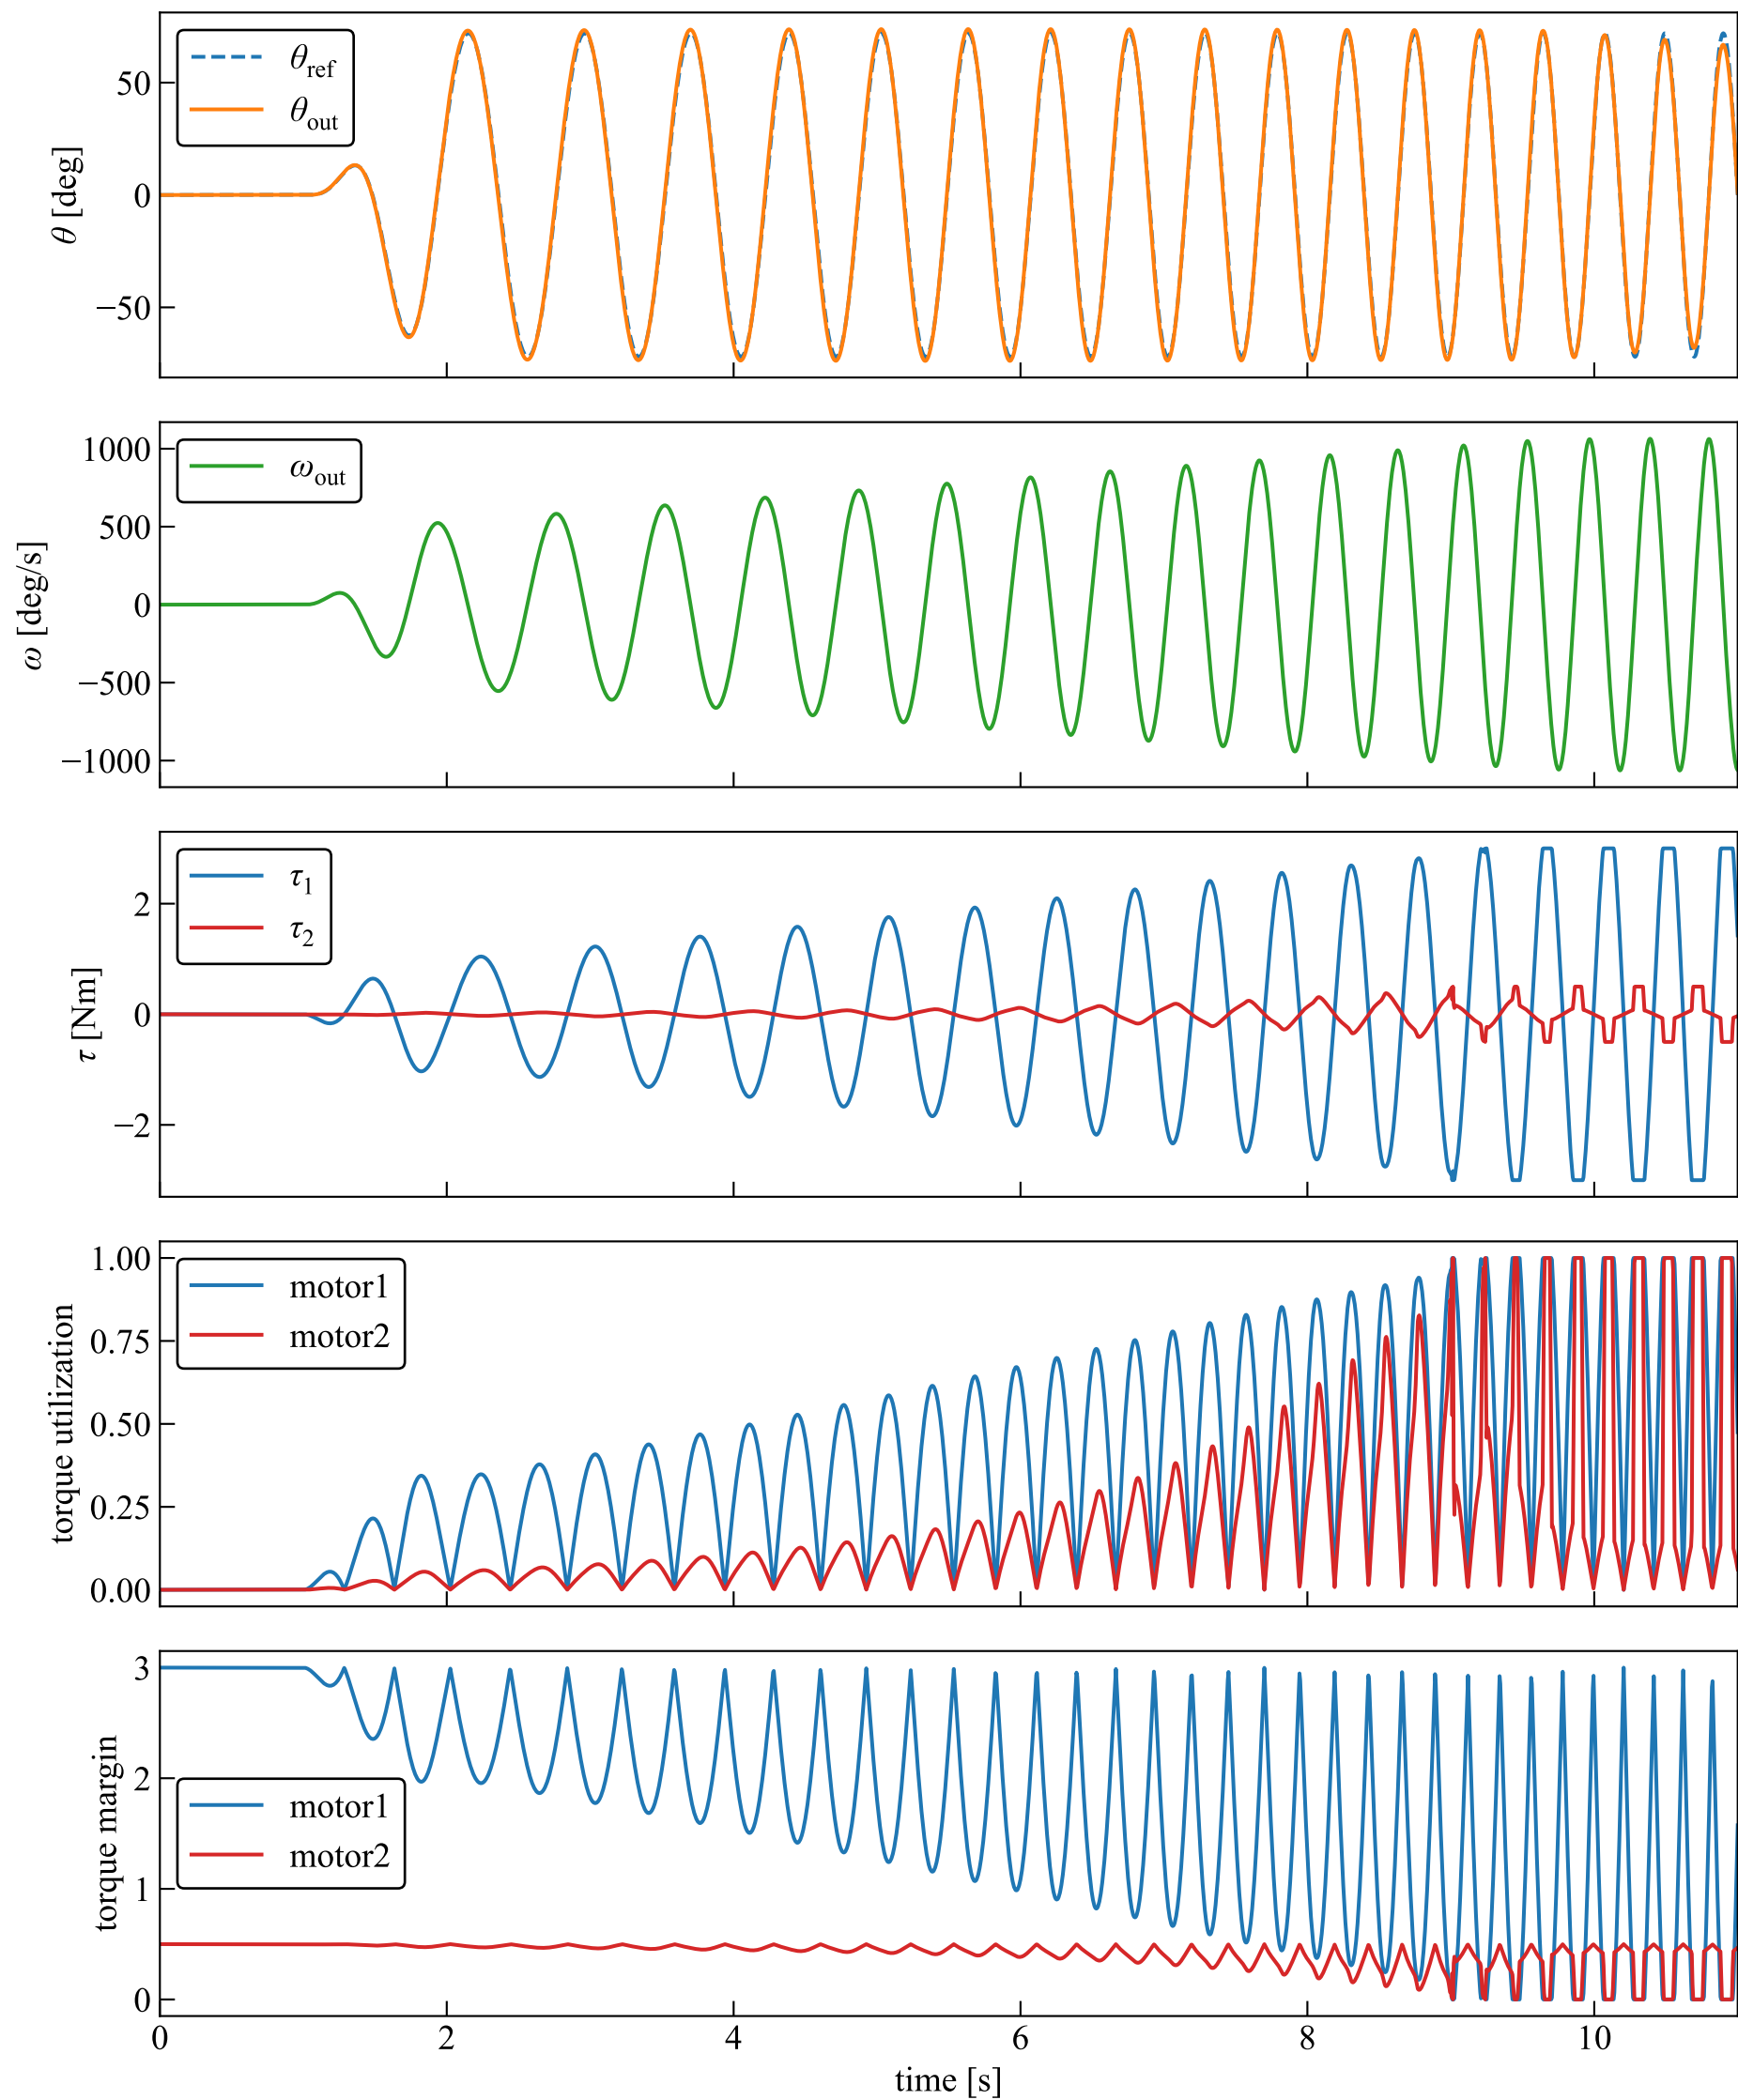 θ [deg]
50
0
−50
θref
θout
ω [deg/s]
1000
500
0
−500
−1000
ωout
τ [Nm]
2
0
−2
τ1
τ2
torque utilization
1.00
0.75
0.50
0.25
0.00
motor1
motor2
torque margin
3
2
1
0
motor1
motor2
0 2 4 6 8 10
time [s]